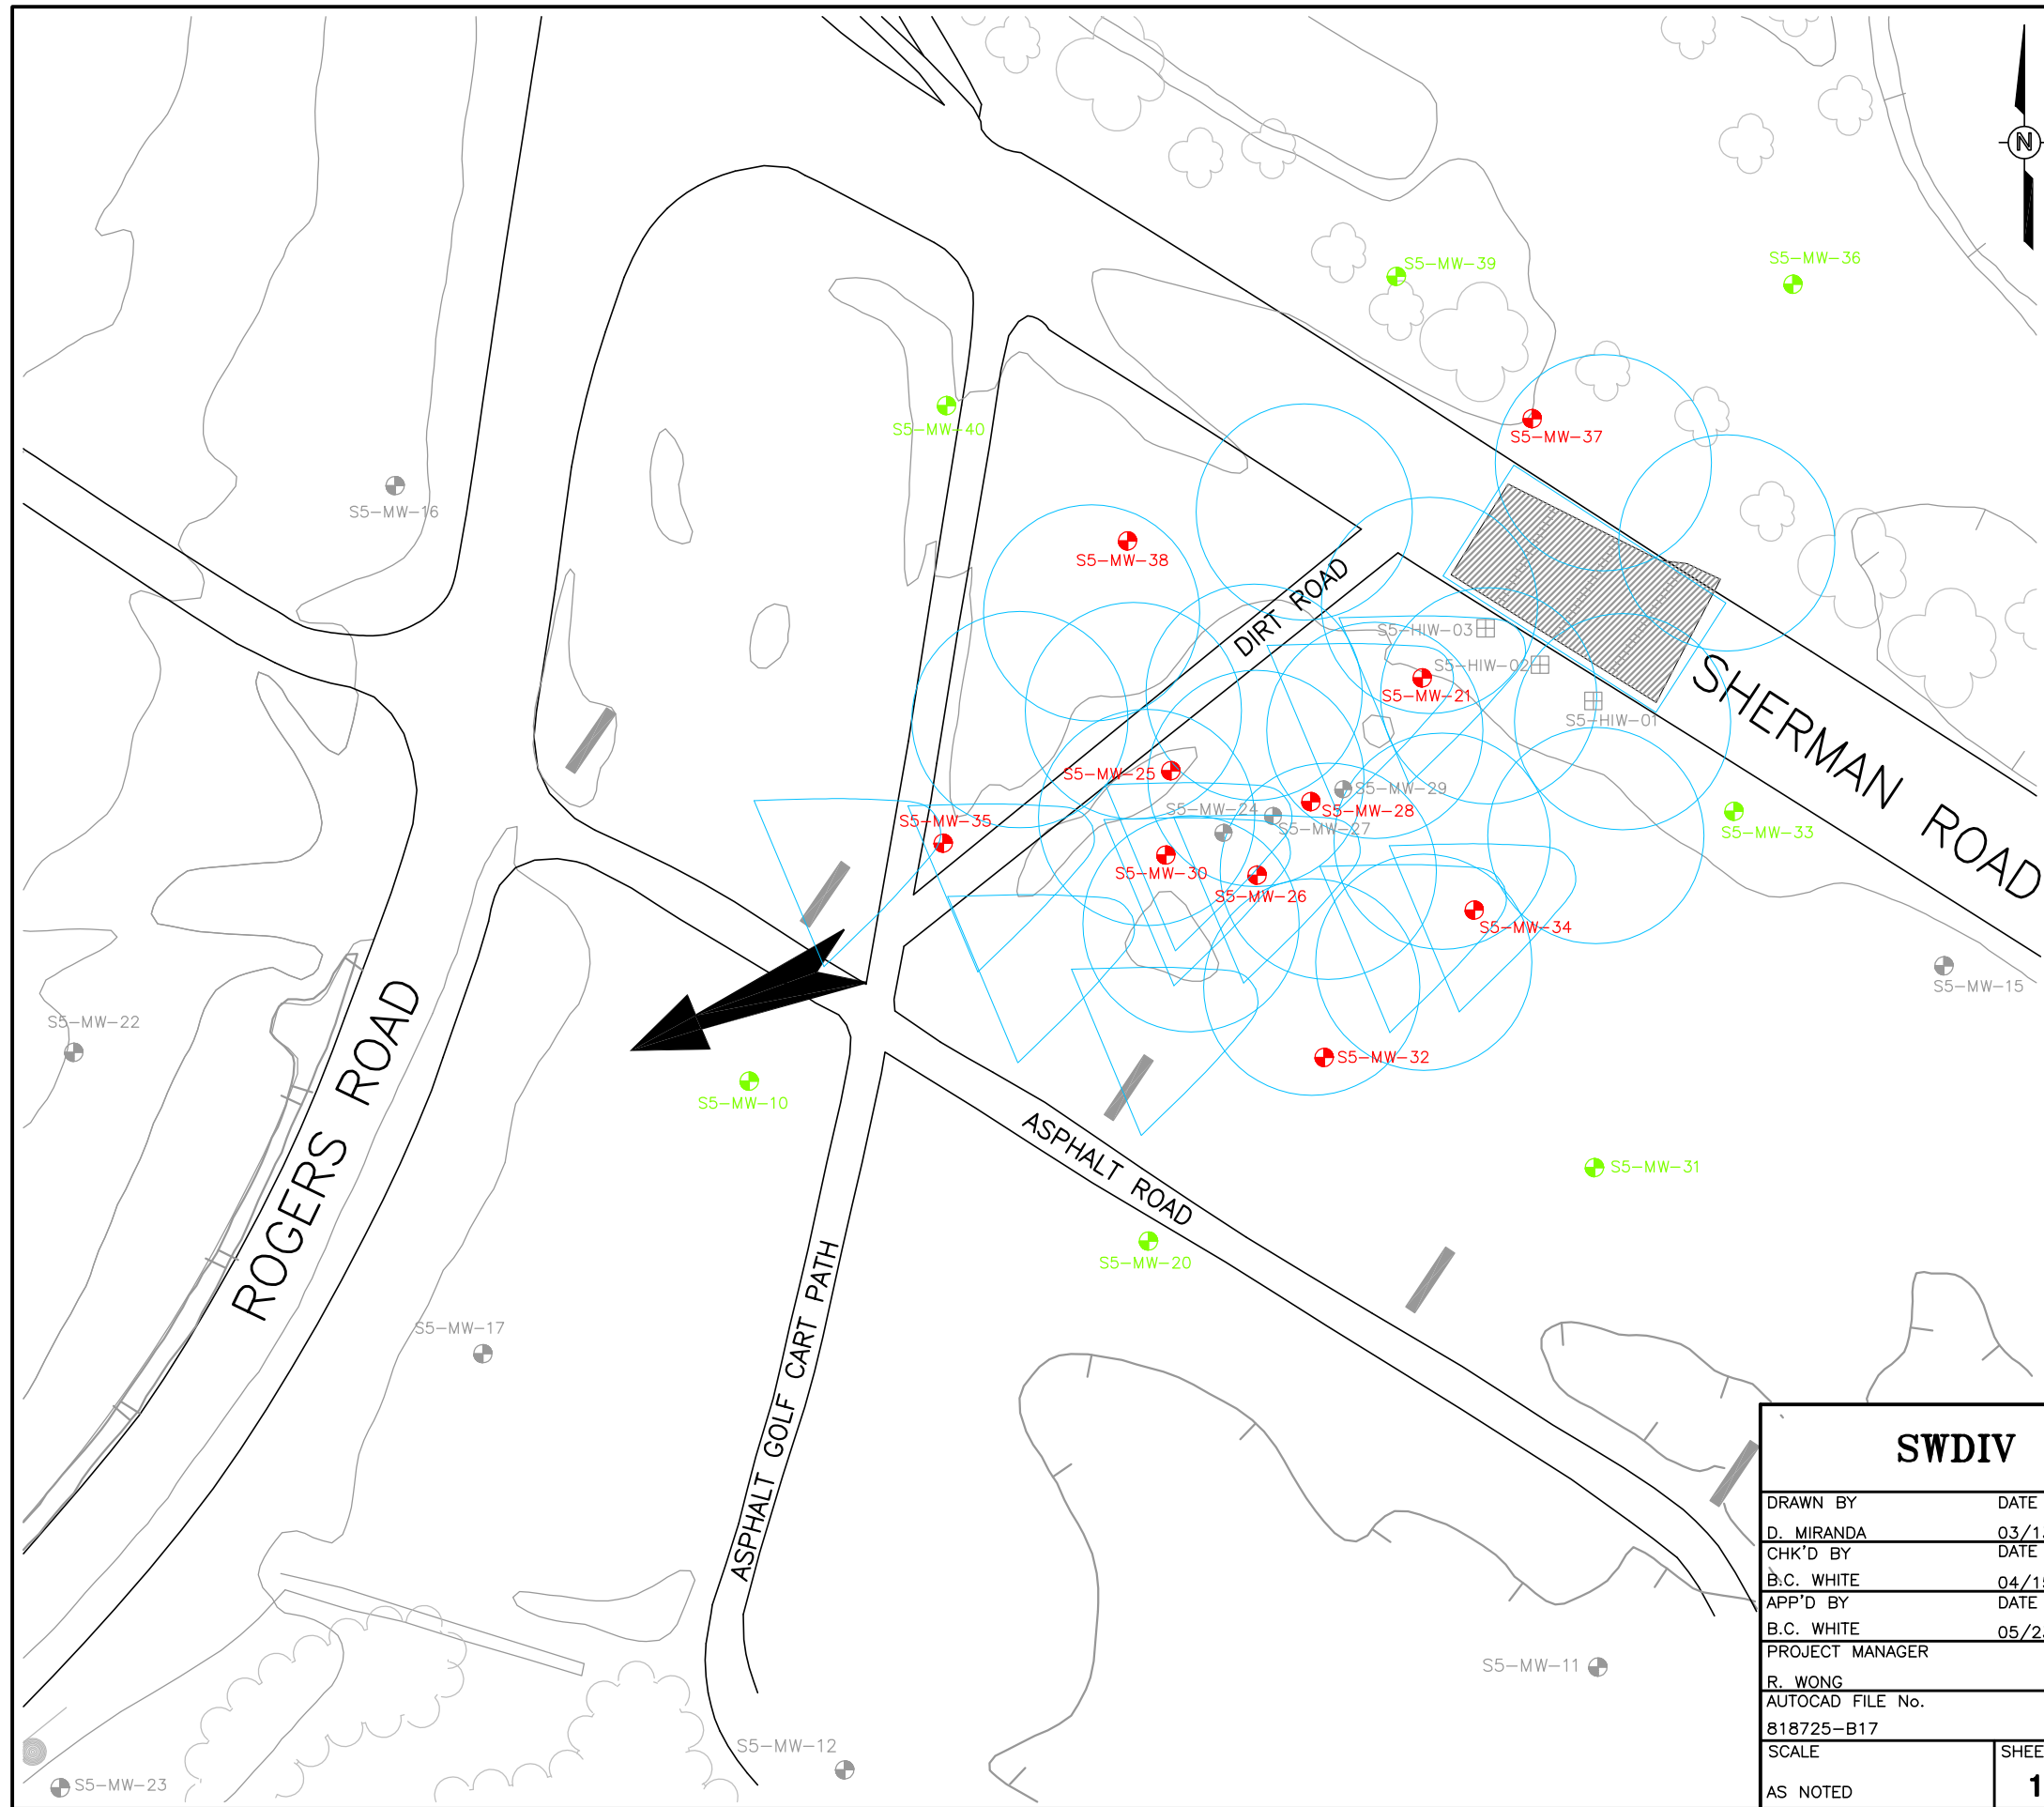 N
S5-MW-39
S5-MW-36
S5-MW-40
S5-MW-37
S5-MW-16
S5-MW-38
DIRT ROAD
S5-HIW-03
S5-HIW-02
S5-MW-21
S5-HIW-01
SHERMAN ROAD
S5-MW-25
S5-MW-29
S5-MW-24
S5-MW-28
S5-MW-27
S5-MW-35
S5-MW-33
S5-MW-30
S5-MW-26
S5-MW-34
S5-MW-15
S5-MW-22
ROGERS ROAD
S5-MW-32
S5-MW-10
ASPHALT ROAD
S5-MW-31
S5-MW-20
S5-MW-17
ASPHALT GOLF CART PATH
S5-MW-11
S5-MW-12
S5-MW-23
SWDIV
DRAWN BY DATE
D. MIRANDA
CHK'D BY DATE
B.C. WHITE
APP'D BY DATE
B.C. WHITE
PROJECT MANAGER
R. WONG
AUTOCAD FILE No.
818725-B17
SCALE
AS NOTED
1